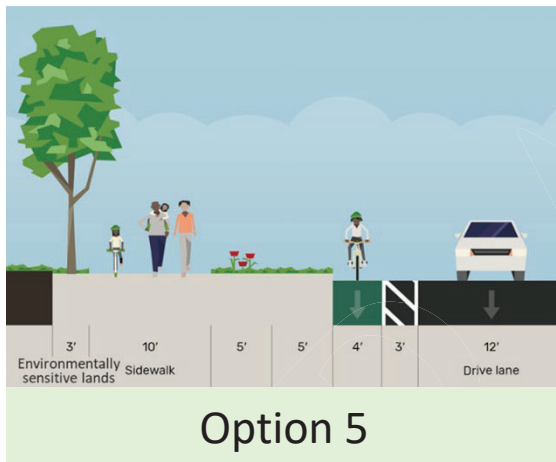 3' 10' 5' 5' 4' 3' 12'
Environmentally
sensitive lands Sidewalk Drive lane
Option 5